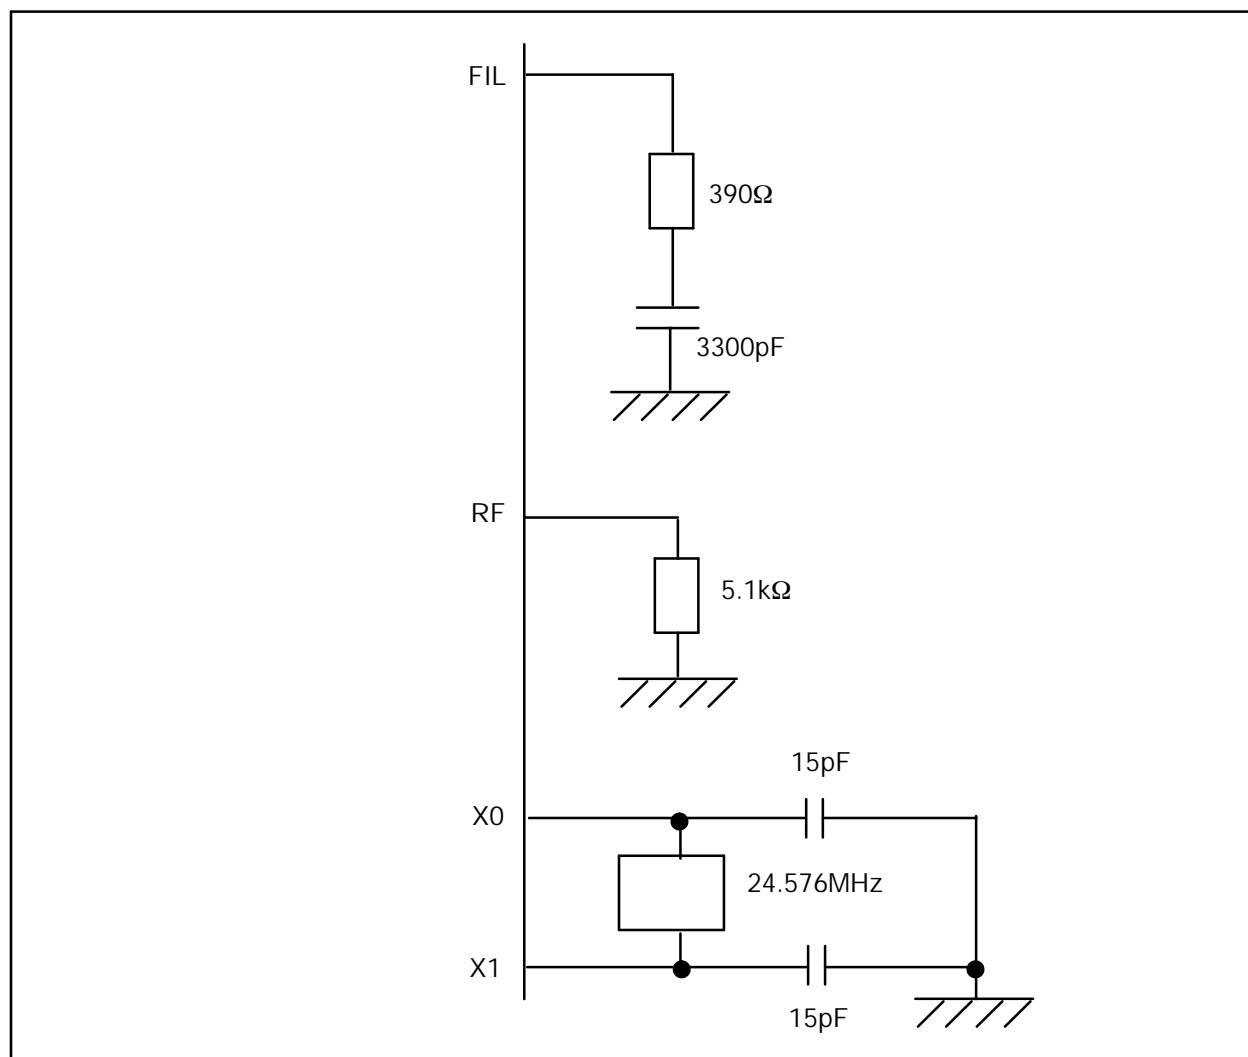 FIL
390Ω
3300pF
RF
5.1kΩ
15pF
X0
24.576MHz
X1
15pF